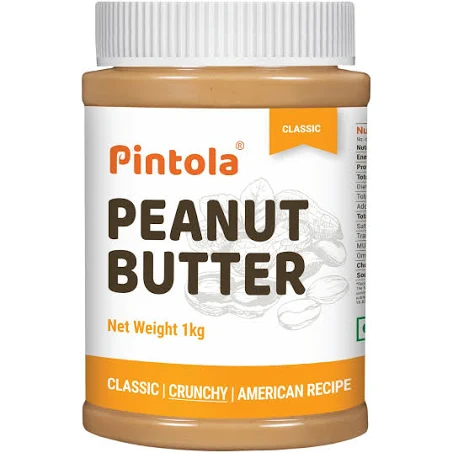 CLASSIC
Pintola®
PEANUT
BUTTER
Net Weight 1kg
CLASSIC | CRUNCHY | AMERICAN RECIPE